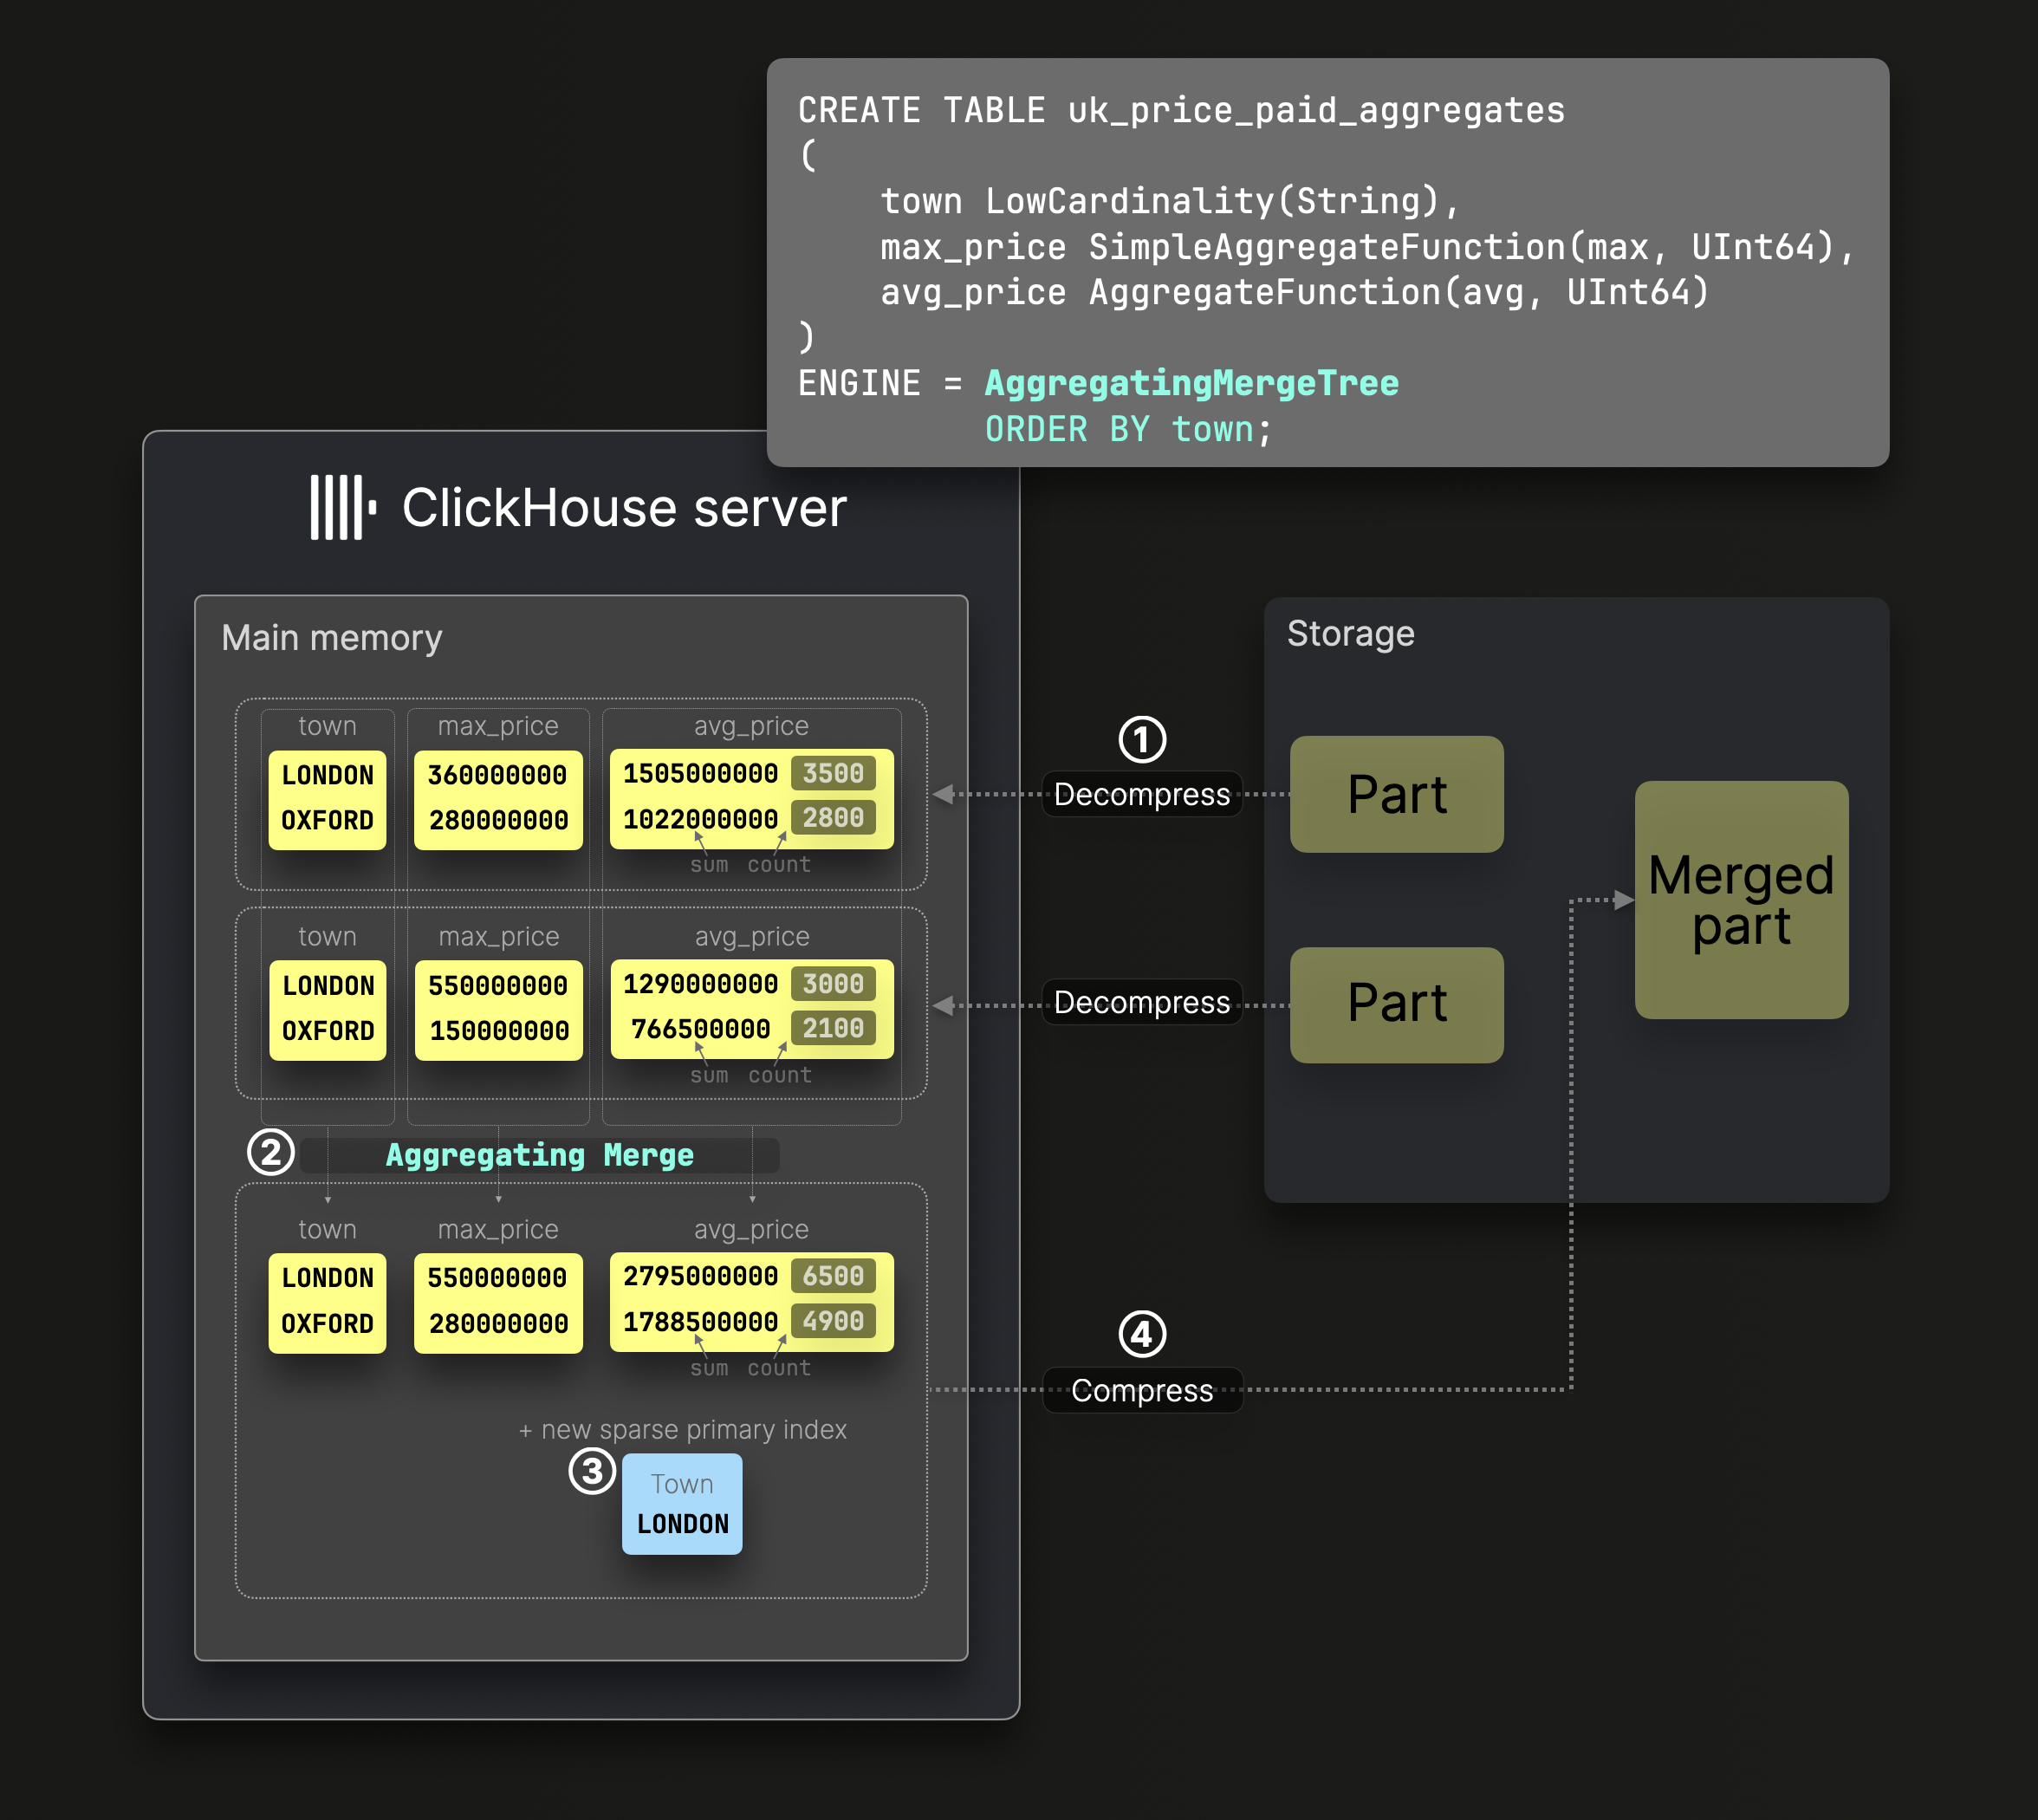 CREATE TABLE uk_price_paid_aggregates
(
town LowCardinality(String),
max_price SimpleAggregateFunction(max, UInt64),
avg_price AggregateFunction(avg, UInt64)
)
ENGINE = AggregatingMergeTree
ORDER BY town;
ClickHouse server
Main memory
town max_price avg_price
LONDON 360000000 1505000000 3500
OXFORD 280000000 1022000000 2800
sum count
town max_price avg_price
LONDON 550000000 1290000000 3000
OXFORD 150000000 766500000 2100
sum count
② Aggregating Merge
town max_price avg_price
LONDON 550000000 2795000000 6500
OXFORD 280000000 1788500000 4900
sum count
+ new sparse primary index
③
Town
LONDON
①
Decompress
Decompress
④
Compress
Storage
Part
Part
Merged
part